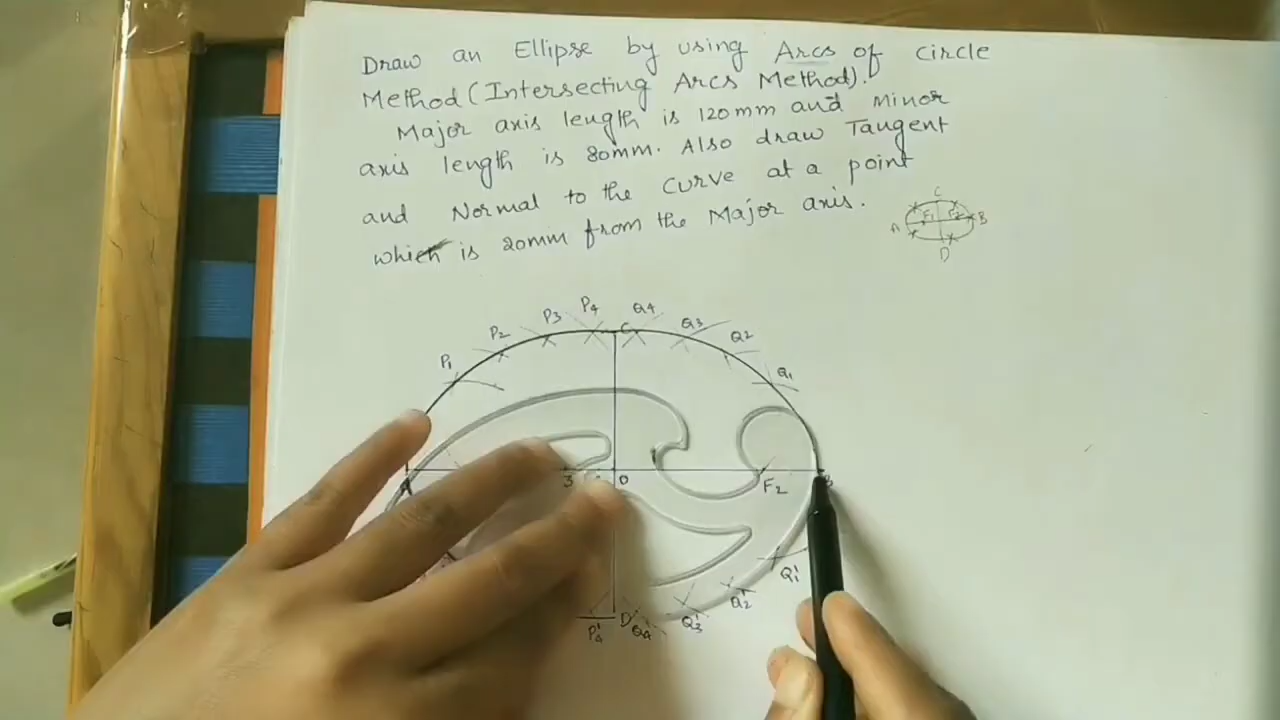 Draw an Ellipse by using Arcs of circle
Method (Intersecting Arcs Method).
Major axis length is 120mm and Minor
axis length is 80mm. Also draw Tangent
and Normal to the curve at a point
which is 20mm from the Major axis.
C
A F1 F2 B
D
P1 P2 P3 P4 C Q4 Q3 Q2 Q1
A 3 O F2 B
Q1'
Q2'
P4' D Q4' Q3'